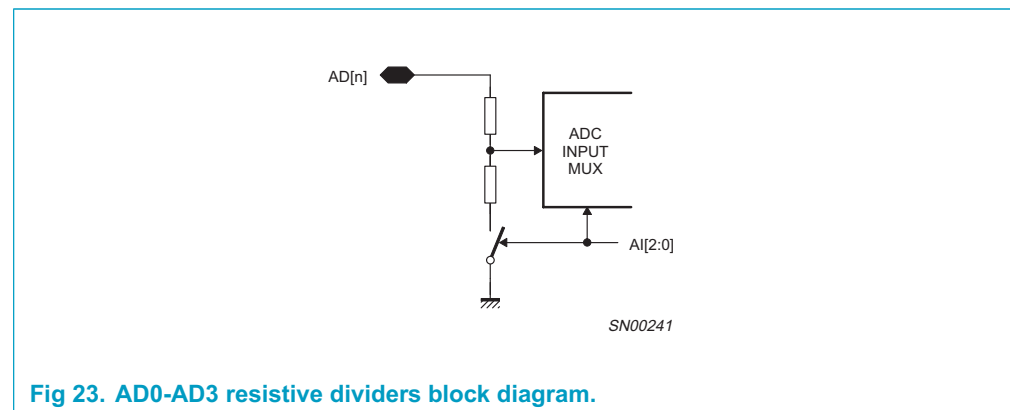 AD[n]
ADC
INPUT
MUX
AI[2:0]
SN00241
Fig 23. AD0-AD3 resistive dividers block diagram.